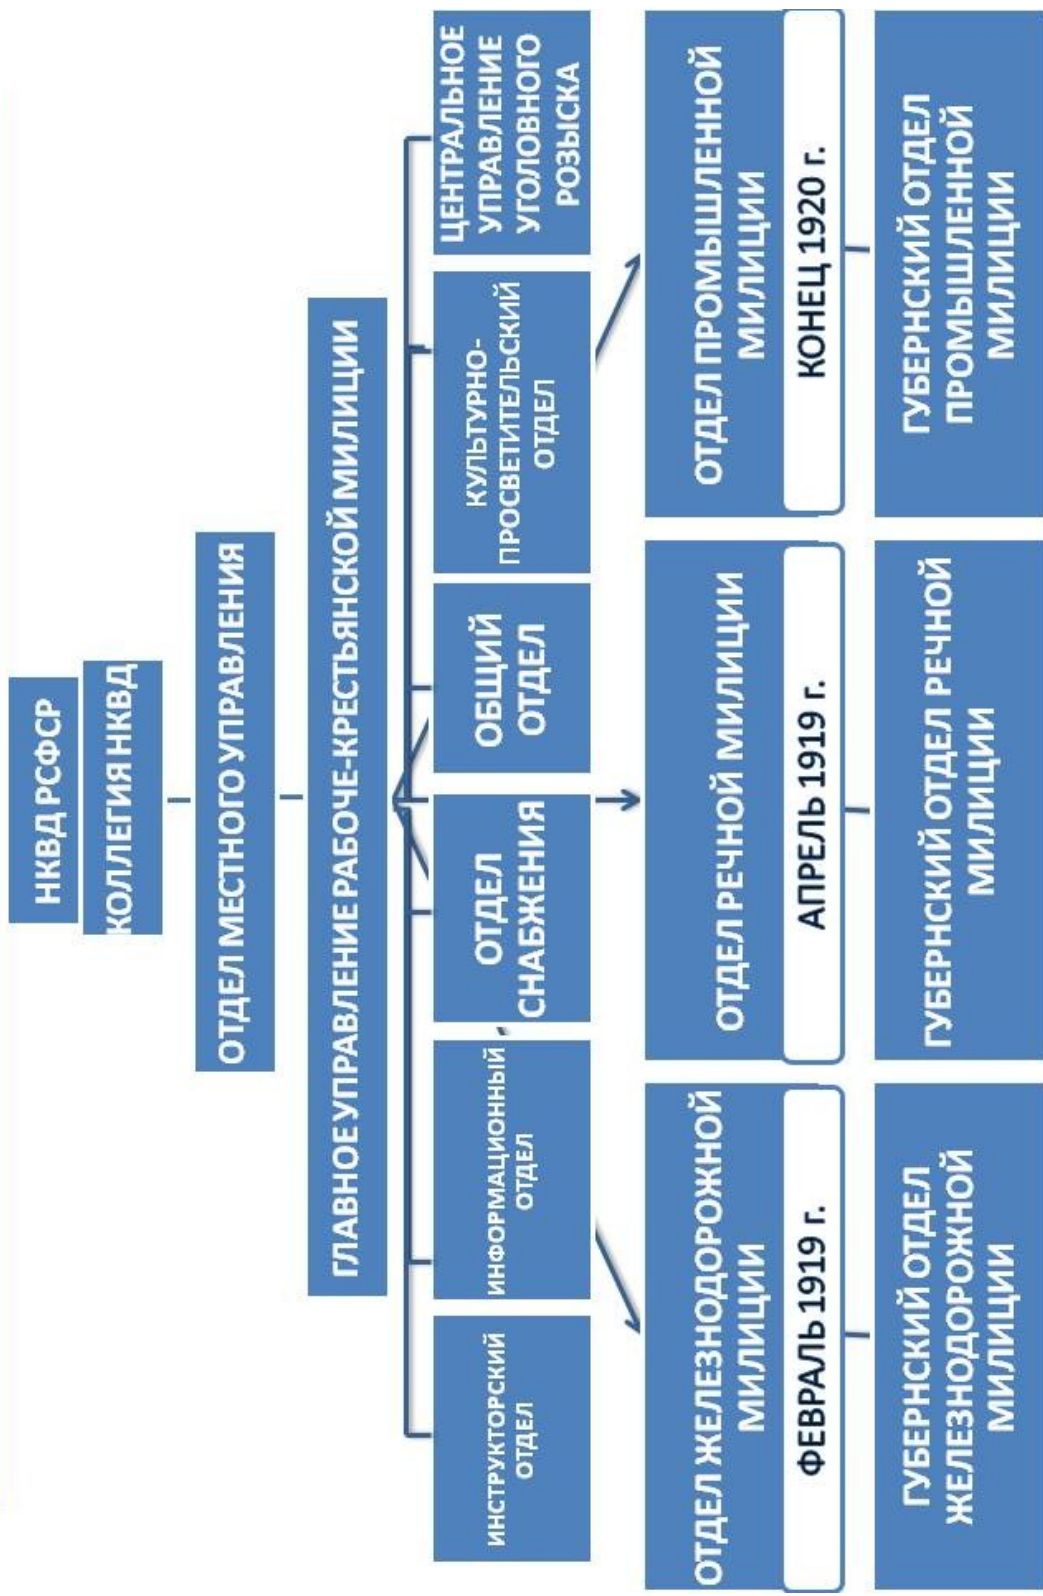 НКВД РСФСР
КОЛЛЕГИЯ НКВД
ОТДЕЛ МЕСТНОГО УПРАВЛЕНИЯ
ГЛАВНОЕ УПРАВЛЕНИЕ РАБОЧЕ-КРЕСТЬЯНСКОЙ МИЛИЦИИ
ИНСТРУКТОРСКИЙ
ОТДЕЛ
ИНФОРМАЦИОННЫЙ
ОТДЕЛ
ОТДЕЛ
СНАБЖЕНИЯ
ОБЩИЙ
ОТДЕЛ
КУЛЬТУРНО-
ПРОСВЕТИТЕЛЬСКИЙ
ОТДЕЛ
ЦЕНТРАЛЬНОЕ
УПРАВЛЕНИЕ
УГОЛОВНОГО
РОЗЫСКА
ОТДЕЛ ЖЕЛЕЗНОДОРОЖНОЙ
МИЛИЦИИ
ФЕВРАЛЬ 1919 г.
ОТДЕЛ РЕЧНОЙ МИЛИЦИИ
АПРЕЛЬ 1919 г.
ОТДЕЛ ПРОМЫШЛЕННОЙ
МИЛИЦИИ
КОНЕЦ 1920 г.
ГУБЕРНСКИЙ ОТДЕЛ
ЖЕЛЕЗНОДОРОЖНОЙ
МИЛИЦИИ
ГУБЕРНСКИЙ ОТДЕЛ РЕЧНОЙ
МИЛИЦИИ
ГУБЕРНСКИЙ ОТДЕЛ
ПРОМЫШЛЕННОЙ
МИЛИЦИИ